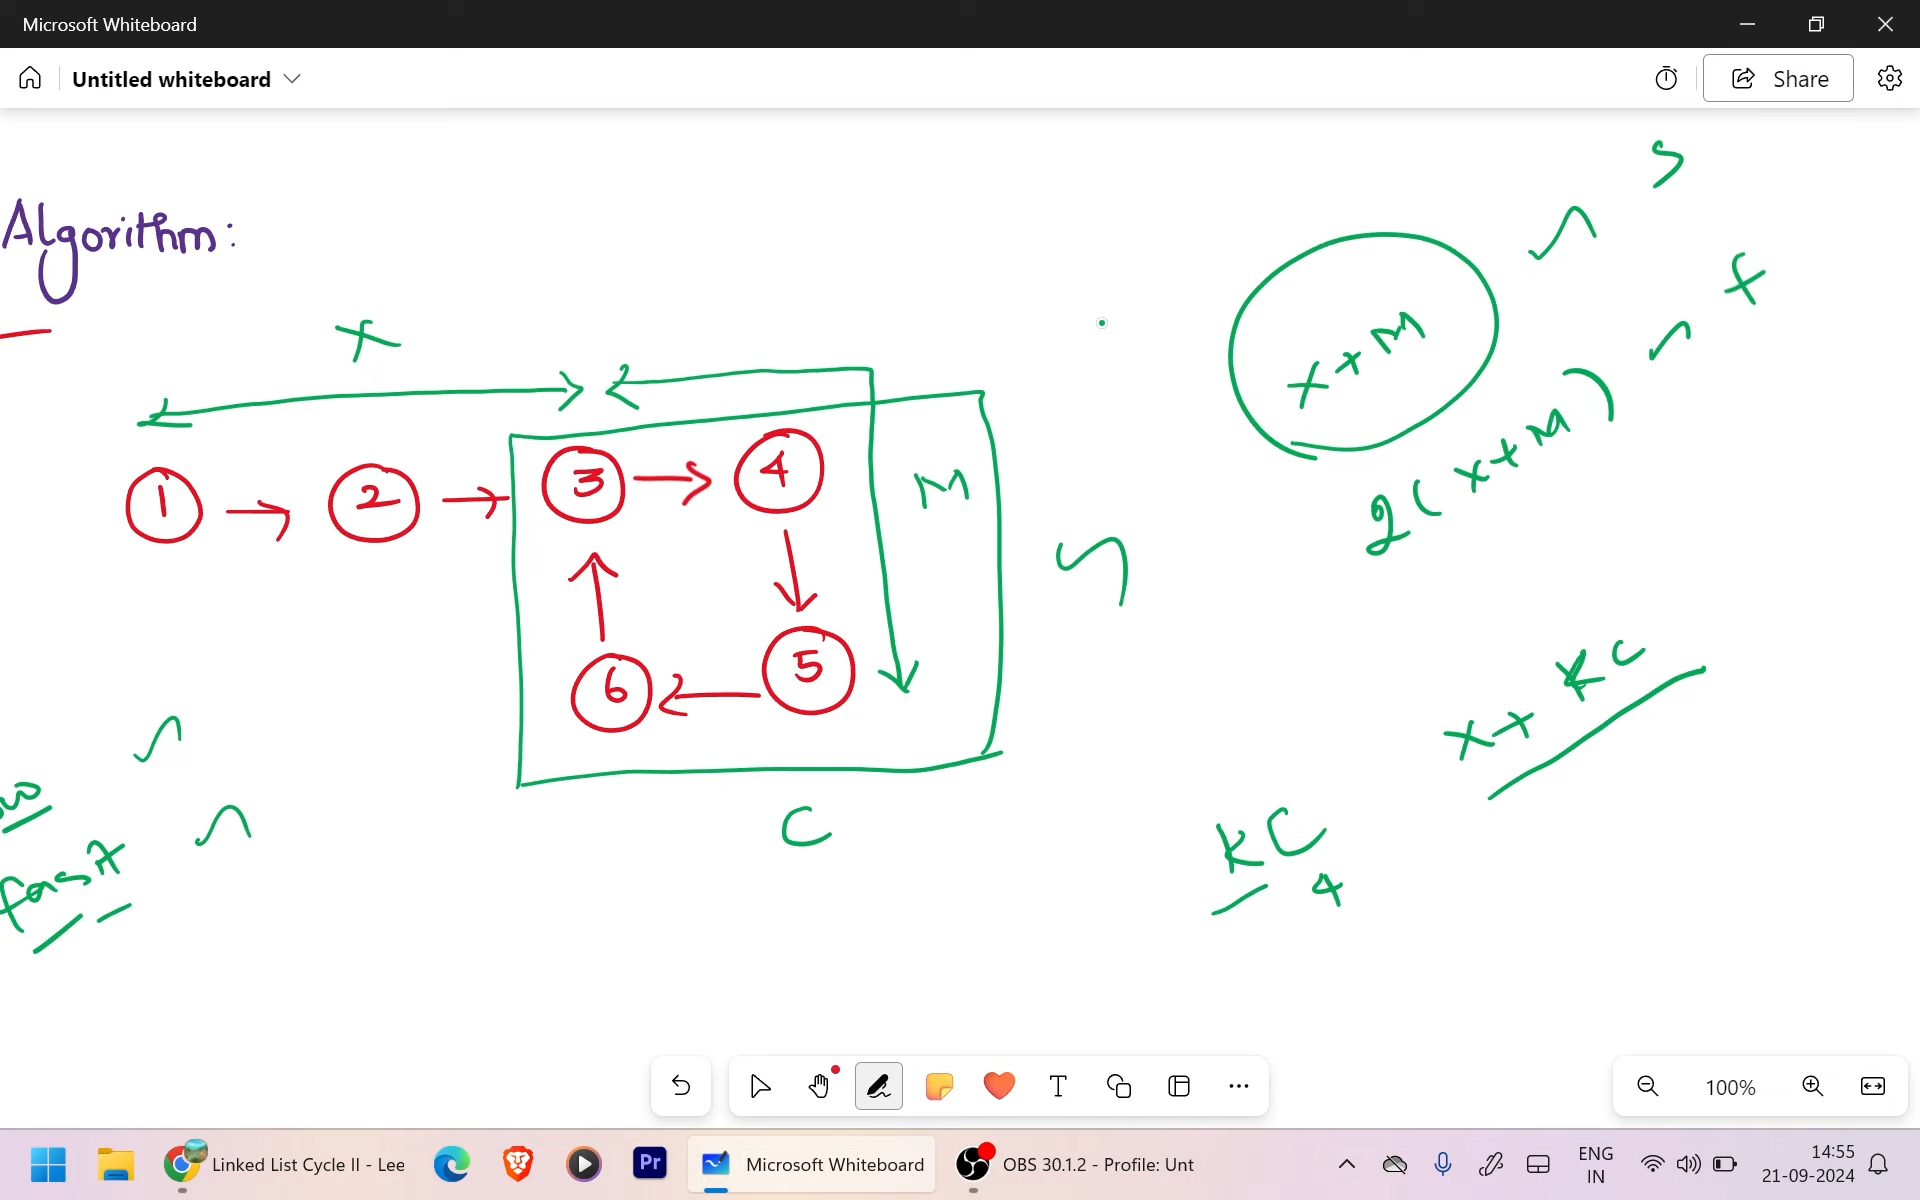 Microsoft Whiteboard
Untitled whiteboard
Share
Algorithm:
S
f
X
X + M
2(X+M)
1
2
3
4
M
5
6
X + KC
C
KC
4
fast
T
100%
Linked List Cycle II - Lee
Pr
Microsoft Whiteboard
OBS 30.1.2 - Profile: Unt
ENG
IN
14:55
21-09-2024